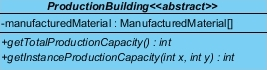 ProductionBuilding<<abstract>>
-manufacturedMaterial : ManufacturedMaterial[]
+getTotalProductionCapacity() : int
+getInstanceProductionCapacity(int x, int y) : int